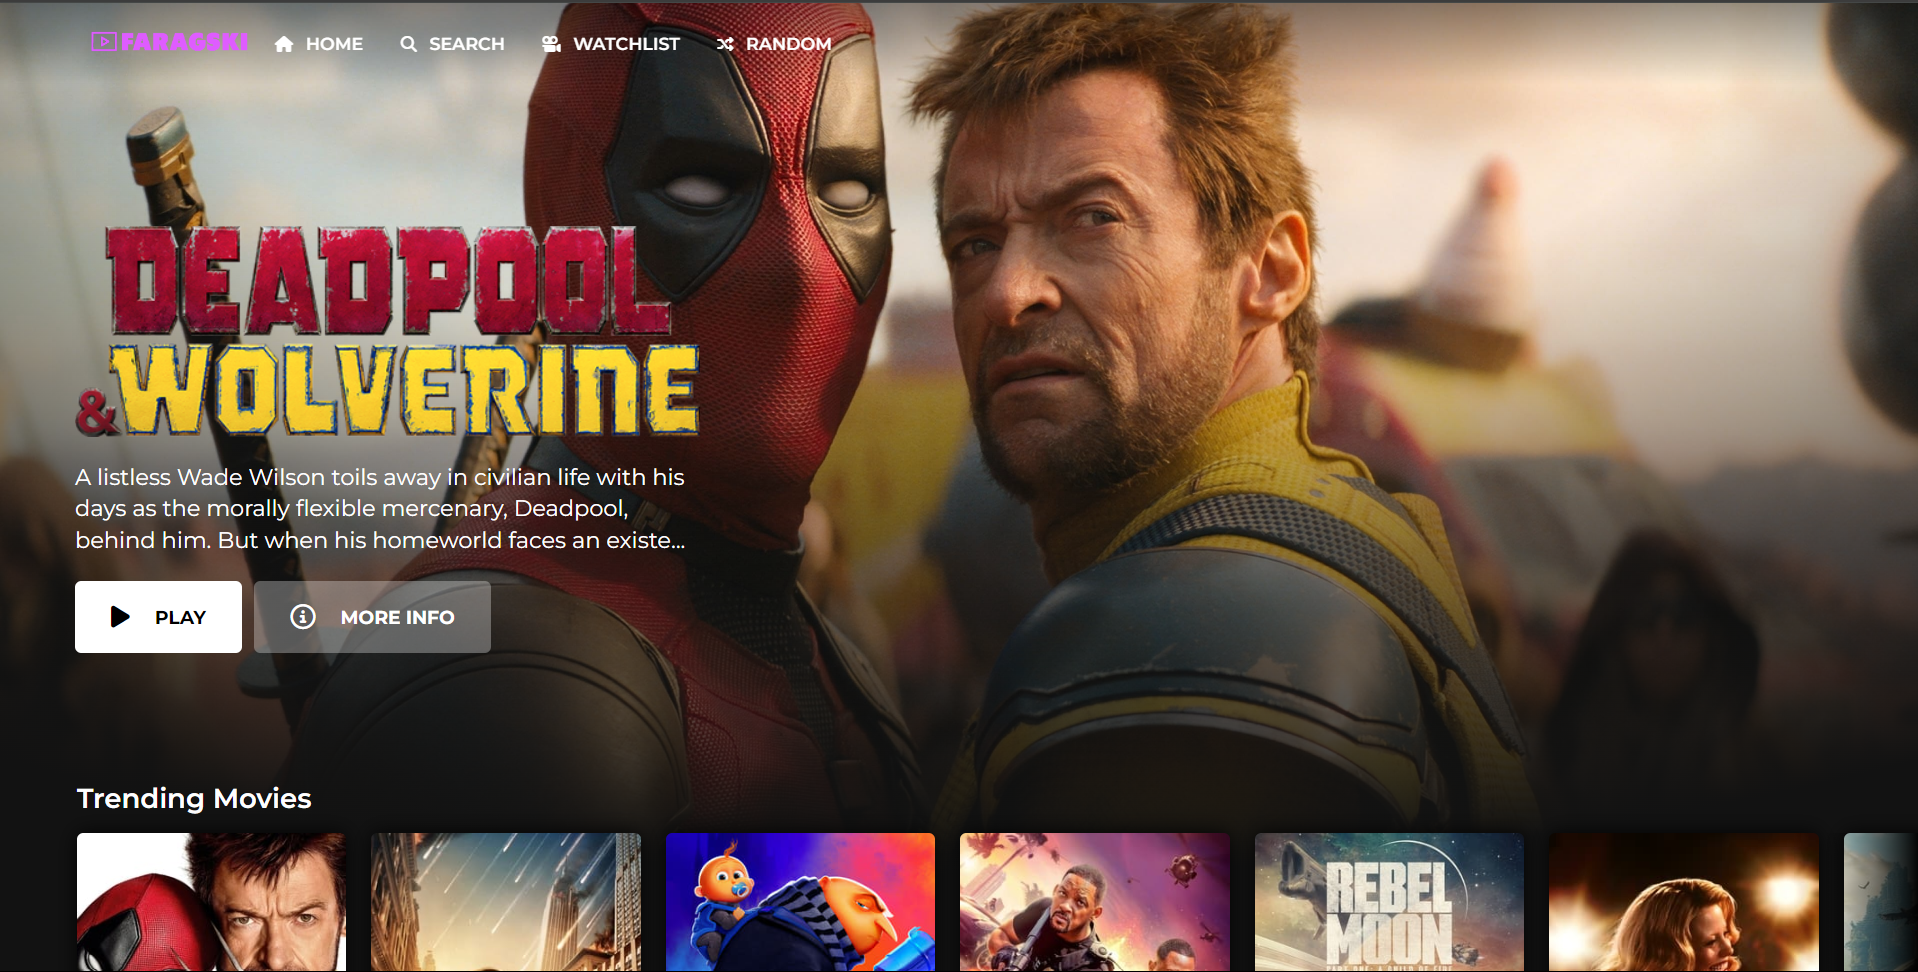 FARAGSKI
HOME
SEARCH
WATCHLIST
RANDOM
DEADPOOL
&WOLVERINE
A listless Wade Wilson toils away in civilian life with his
days as the morally flexible mercenary, Deadpool,
behind him. But when his homeworld faces an existe...
PLAY
MORE INFO
Trending Movies
REBEL
MOON